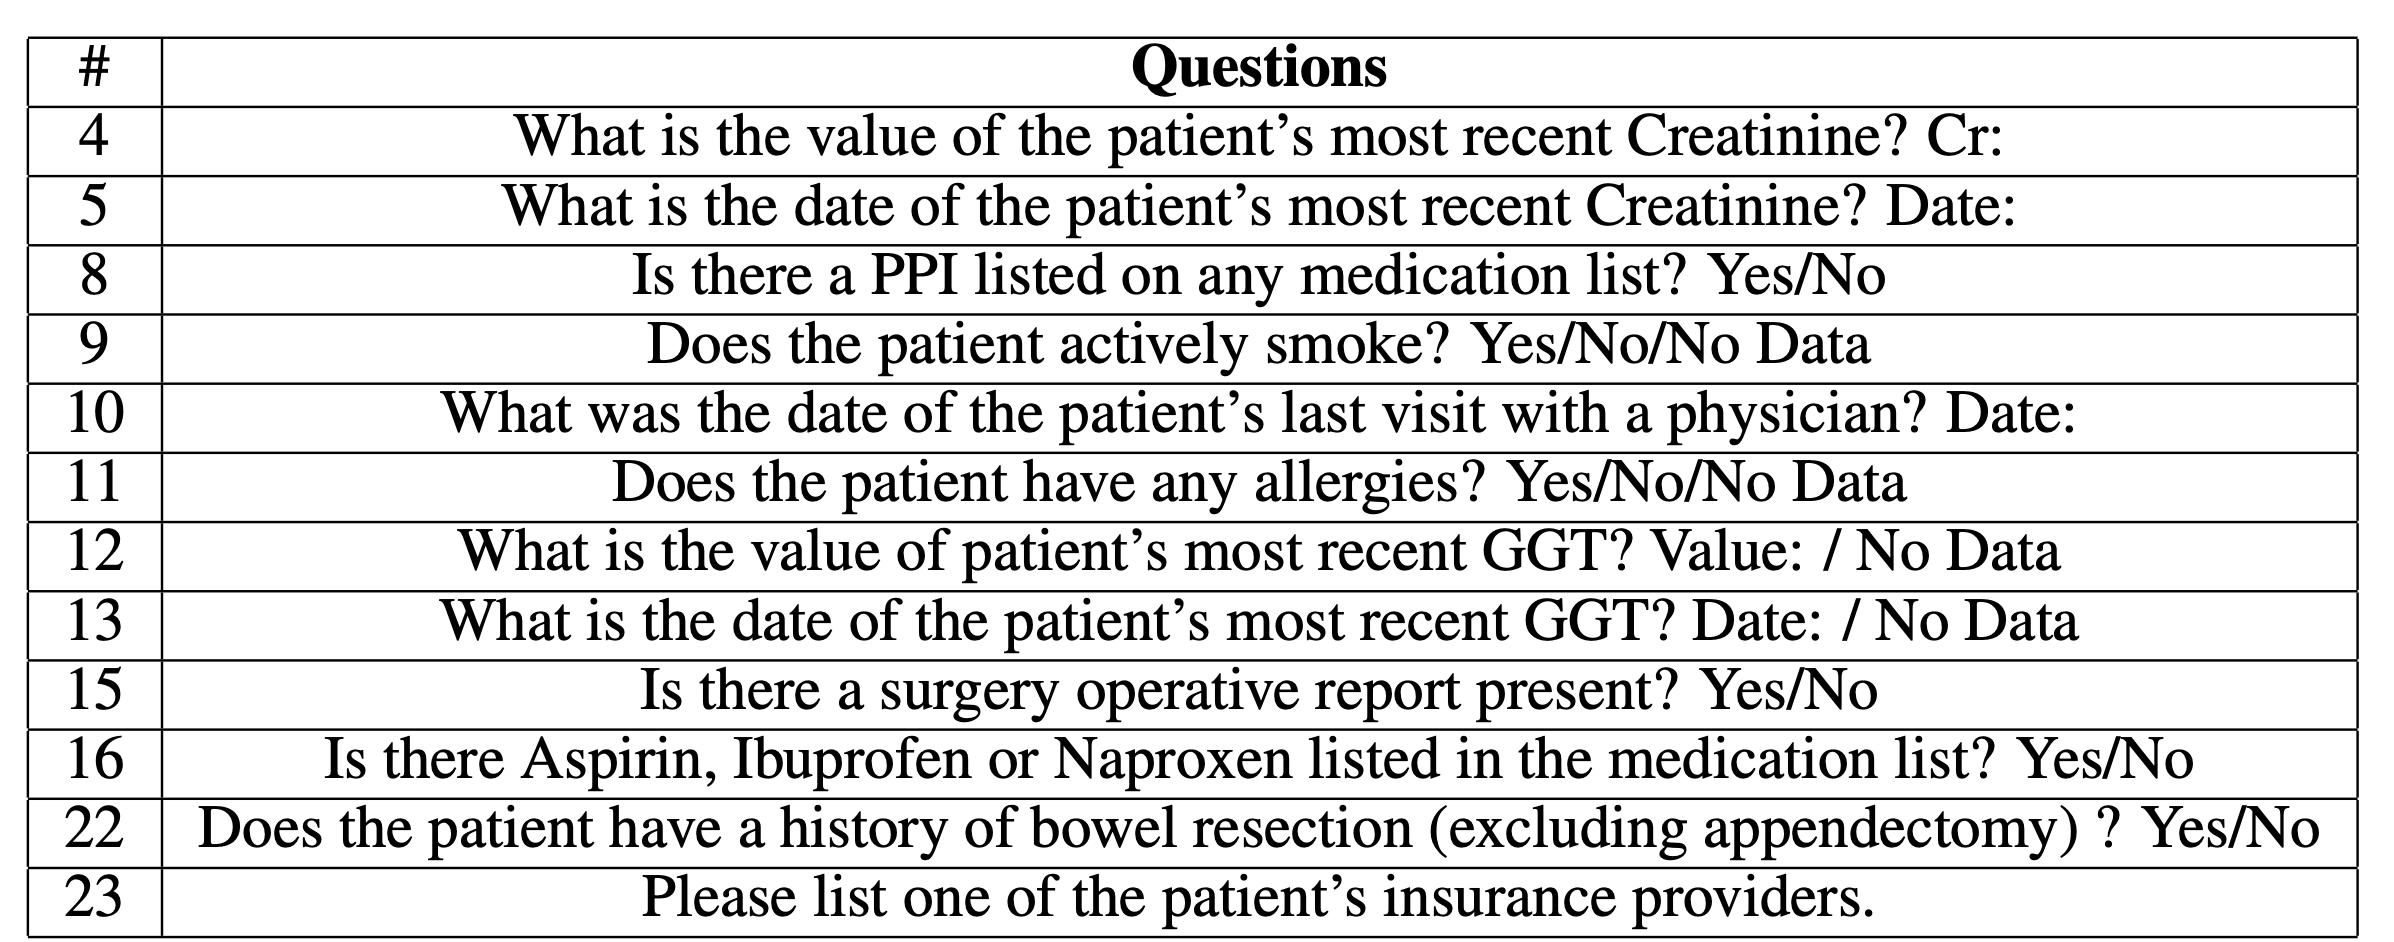 # Questions
4 What is the value of the patient’s most recent Creatinine? Cr:
5 What is the date of the patient’s most recent Creatinine? Date:
8 Is there a PPI listed on any medication list? Yes/No
9 Does the patient actively smoke? Yes/No/No Data
10 What was the date of the patient’s last visit with a physician? Date:
11 Does the patient have any allergies? Yes/No/No Data
12 What is the value of patient’s most recent GGT? Value: / No Data
13 What is the date of the patient’s most recent GGT? Date: / No Data
15 Is there a surgery operative report present? Yes/No
16 Is there Aspirin, Ibuprofen or Naproxen listed in the medication list? Yes/No
22 Does the patient have a history of bowel resection (excluding appendectomy) ? Yes/No
23 Please list one of the patient’s insurance providers.